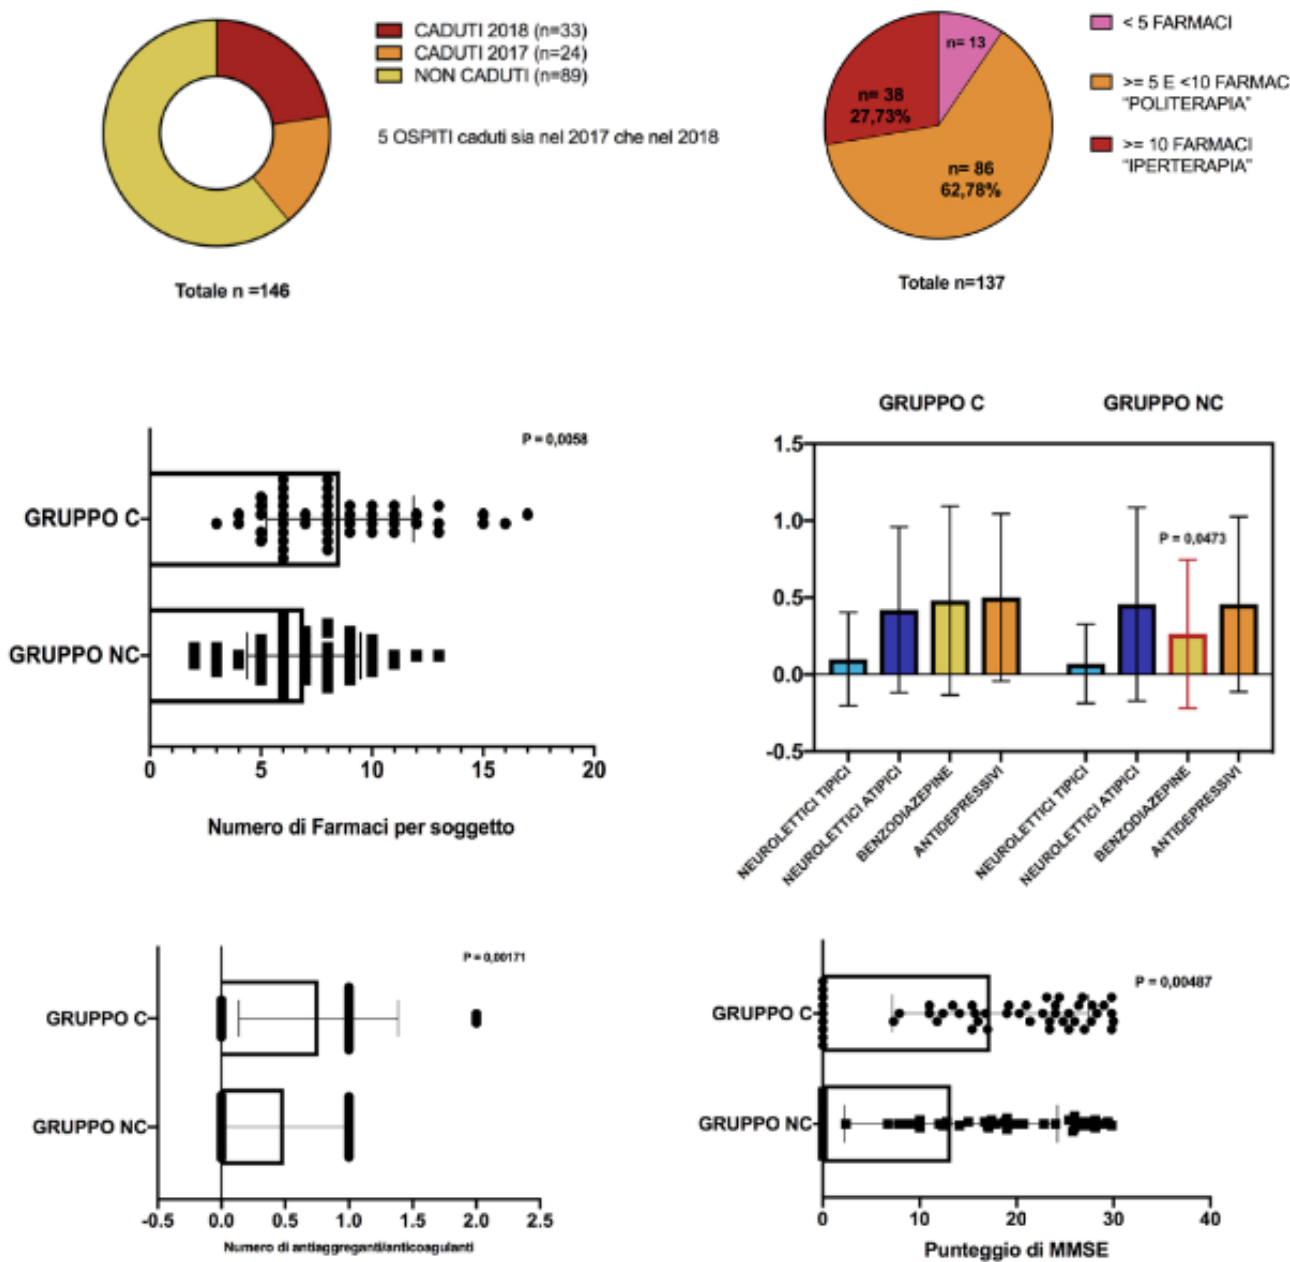 CADUTI 2018 (n=33)
CADUTI 2017 (n=24)
NON CADUTI (n=89)
5 OSPITI caduti sia nel 2017 che nel 2018
Totale n =146
< 5 FARMACI
>= 5 E <10 FARMAC
"POLITERAPIA"
>= 10 FARMACI
"IPERTERAPIA"
n= 13
n= 38
27,73%
n= 86
62,78%
Totale n=137
P = 0,0058
GRUPPO C
GRUPPO NC
0 5 10 15 20
Numero di Farmaci per soggetto
GRUPPO C GRUPPO NC
1.5
1.0
0.5
0.0
-0.5
P = 0,0473
NEUROLETTICI TIPICI
NEUROLETTICI ATIPICI
BENZODIAZEPINE
ANTIDEPRESSIVI
NEUROLETTICI TIPICI
NEUROLETTICI ATIPICI
BENZODIAZEPINE
ANTIDEPRESSIVI
P = 0,00171
GRUPPO C
GRUPPO NC
-0.5 0.0 0.5 1.0 1.5 2.0 2.5
Numero di antiaggreganti/anticoagulanti
P = 0,00487
GRUPPO C
GRUPPO NC
0 10 20 30 40
Punteggio di MMSE